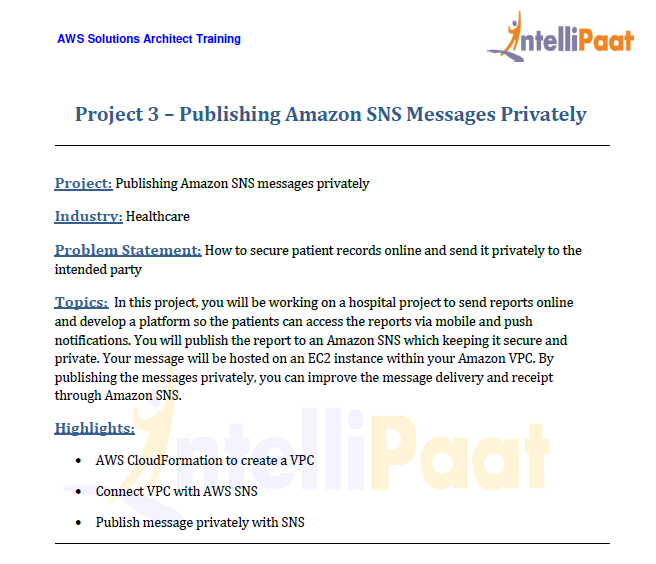 AWS Solutions Architect Training
IntelliPaat
Project 3 – Publishing Amazon SNS Messages Privately
Project: Publishing Amazon SNS messages privately
Industry: Healthcare
Problem Statement: How to secure patient records online and send it privately to the
intended party
Topics: In this project, you will be working on a hospital project to send reports online
and develop a platform so the patients can access the reports via mobile and push
notifications. You will publish the report to an Amazon SNS which keeping it secure and
private. Your message will be hosted on an EC2 instance within your Amazon VPC. By
publishing the messages privately, you can improve the message delivery and receipt
through Amazon SNS.
Highlights:
IntelliPaat
• AWS CloudFormation to create a VPC
• Connect VPC with AWS SNS
• Publish message privately with SNS